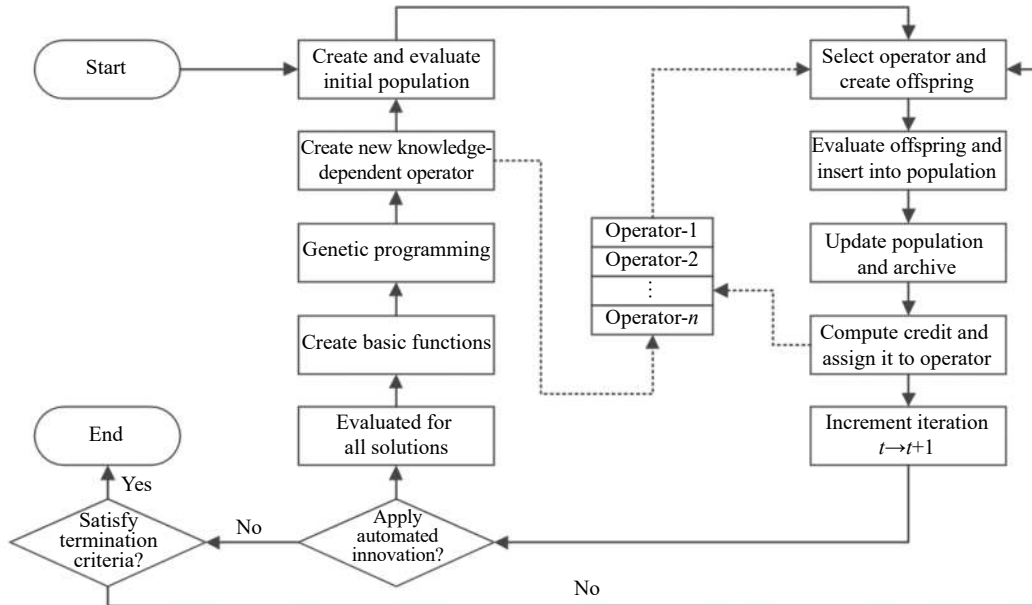 Start
Create and evaluate
initial population
Select operator and
create offspring
Create new knowledge-
dependent operator
Evaluate offspring and
insert into population
Genetic programming
Operator-1
Operator-2
⋮
Operator-n
Update population
and archive
Create basic functions
Compute credit and
assign it to operator
End
Evaluated for
all solutions
Increment iteration
t→t+1
Yes
Satisfy
termination
criteria?
No
Apply
automated
innovation?
No